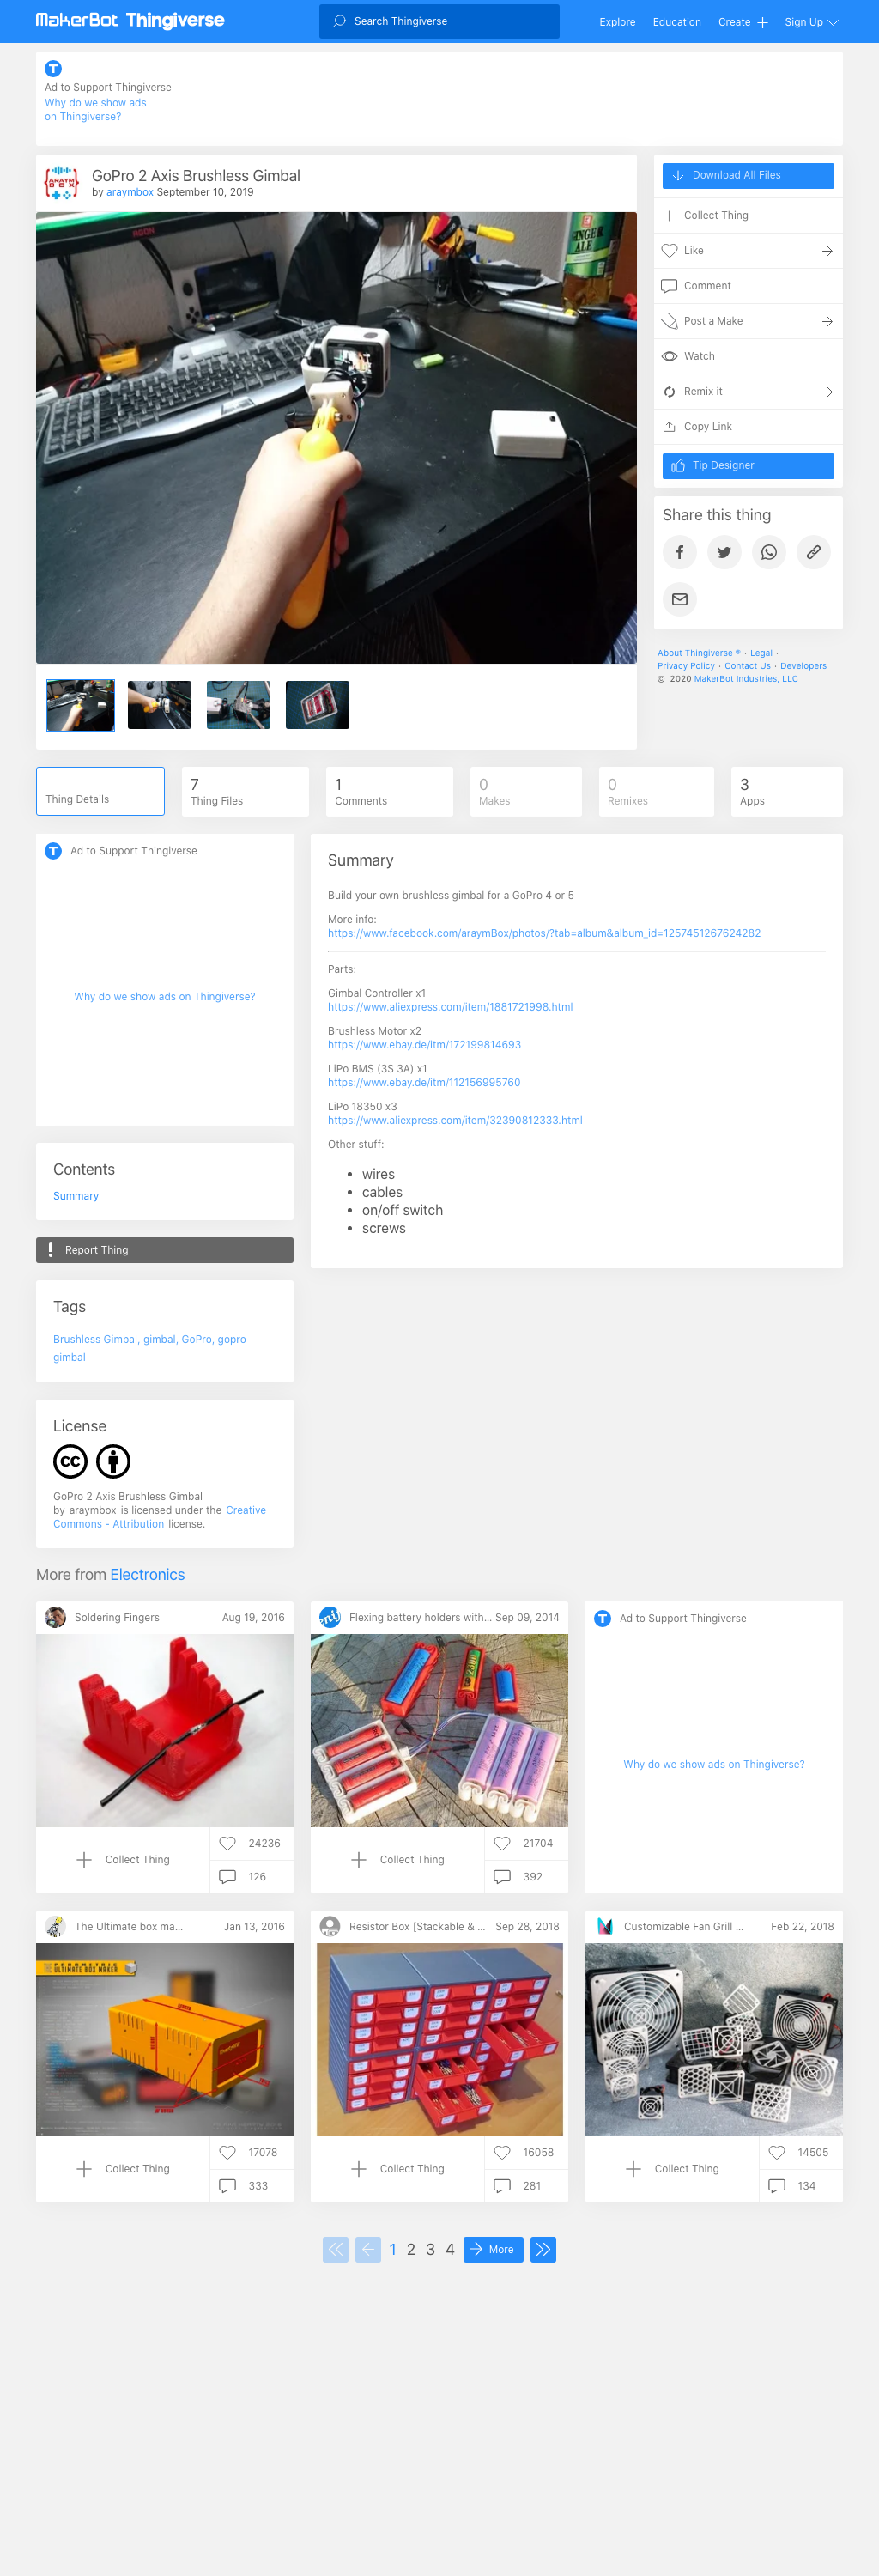 MakerBot Thingiverse
Search Thingiverse
Explore
Education
Create
Sign Up
Ad to Support Thingiverse
Why do we show ads
on Thingiverse?
ARAYM
BOX
GoPro 2 Axis Brushless Gimbal
by araymbox September 10, 2019
Download All Files
Collect Thing
Like
Comment
Post a Make
Watch
Remix it
Copy Link
Tip Designer
Share this thing
About Thingiverse ® · Legal ·
Privacy Policy · Contact Us · Developers
© 2020 MakerBot Industries, LLC
Thing Details
7
Thing Files
1
Comments
0
Makes
0
Remixes
3
Apps
Ad to Support Thingiverse
Why do we show ads on Thingiverse?
Summary
Build your own brushless gimbal for a GoPro 4 or 5
More info:
https://www.facebook.com/araymBox/photos/?tab=album&album_id=1257451267624282
Parts:
Gimbal Controller x1
https://www.aliexpress.com/item/1881721998.html
Brushless Motor x2
https://www.ebay.de/itm/172199814693
LiPo BMS (3S 3A) x1
https://www.ebay.de/itm/112156995760
LiPo 18350 x3
https://www.aliexpress.com/item/32390812333.html
Other stuff:
• wires
• cables
• on/off switch
• screws
Contents
Summary
Report Thing
Tags
Brushless Gimbal, gimbal, GoPro, gopro
gimbal
License
GoPro 2 Axis Brushless Gimbal
by araymbox is licensed under the Creative
Commons - Attribution license.
More from Electronics
Soldering Fingers
Aug 19, 2016
Collect Thing
24236
126
Flexing battery holders with...
Sep 09, 2014
Collect Thing
21704
392
Ad to Support Thingiverse
Why do we show ads on Thingiverse?
The Ultimate box ma...
Jan 13, 2016
ULTIMATE BOX MAKER
Collect Thing
17078
333
Resistor Box [Stackable & ...
Sep 28, 2018
Collect Thing
16058
281
Customizable Fan Grill ...
Feb 22, 2018
Collect Thing
14505
134
1 2 3 4
More